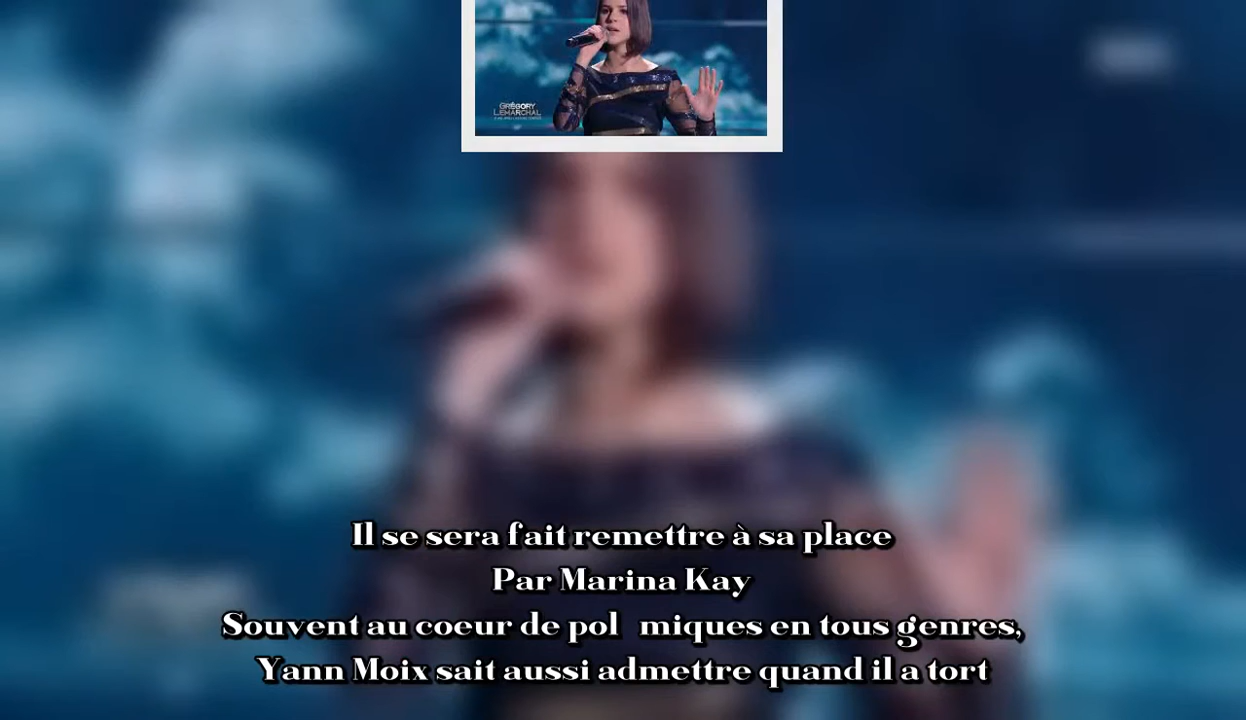 GRÉGORY
LEMARCHAL
Il se sera fait remettre à sa place
Par Marina Kay
Souvent au coeur de pol miques en tous genres,
Yann Moix sait aussi admettre quand il a tort